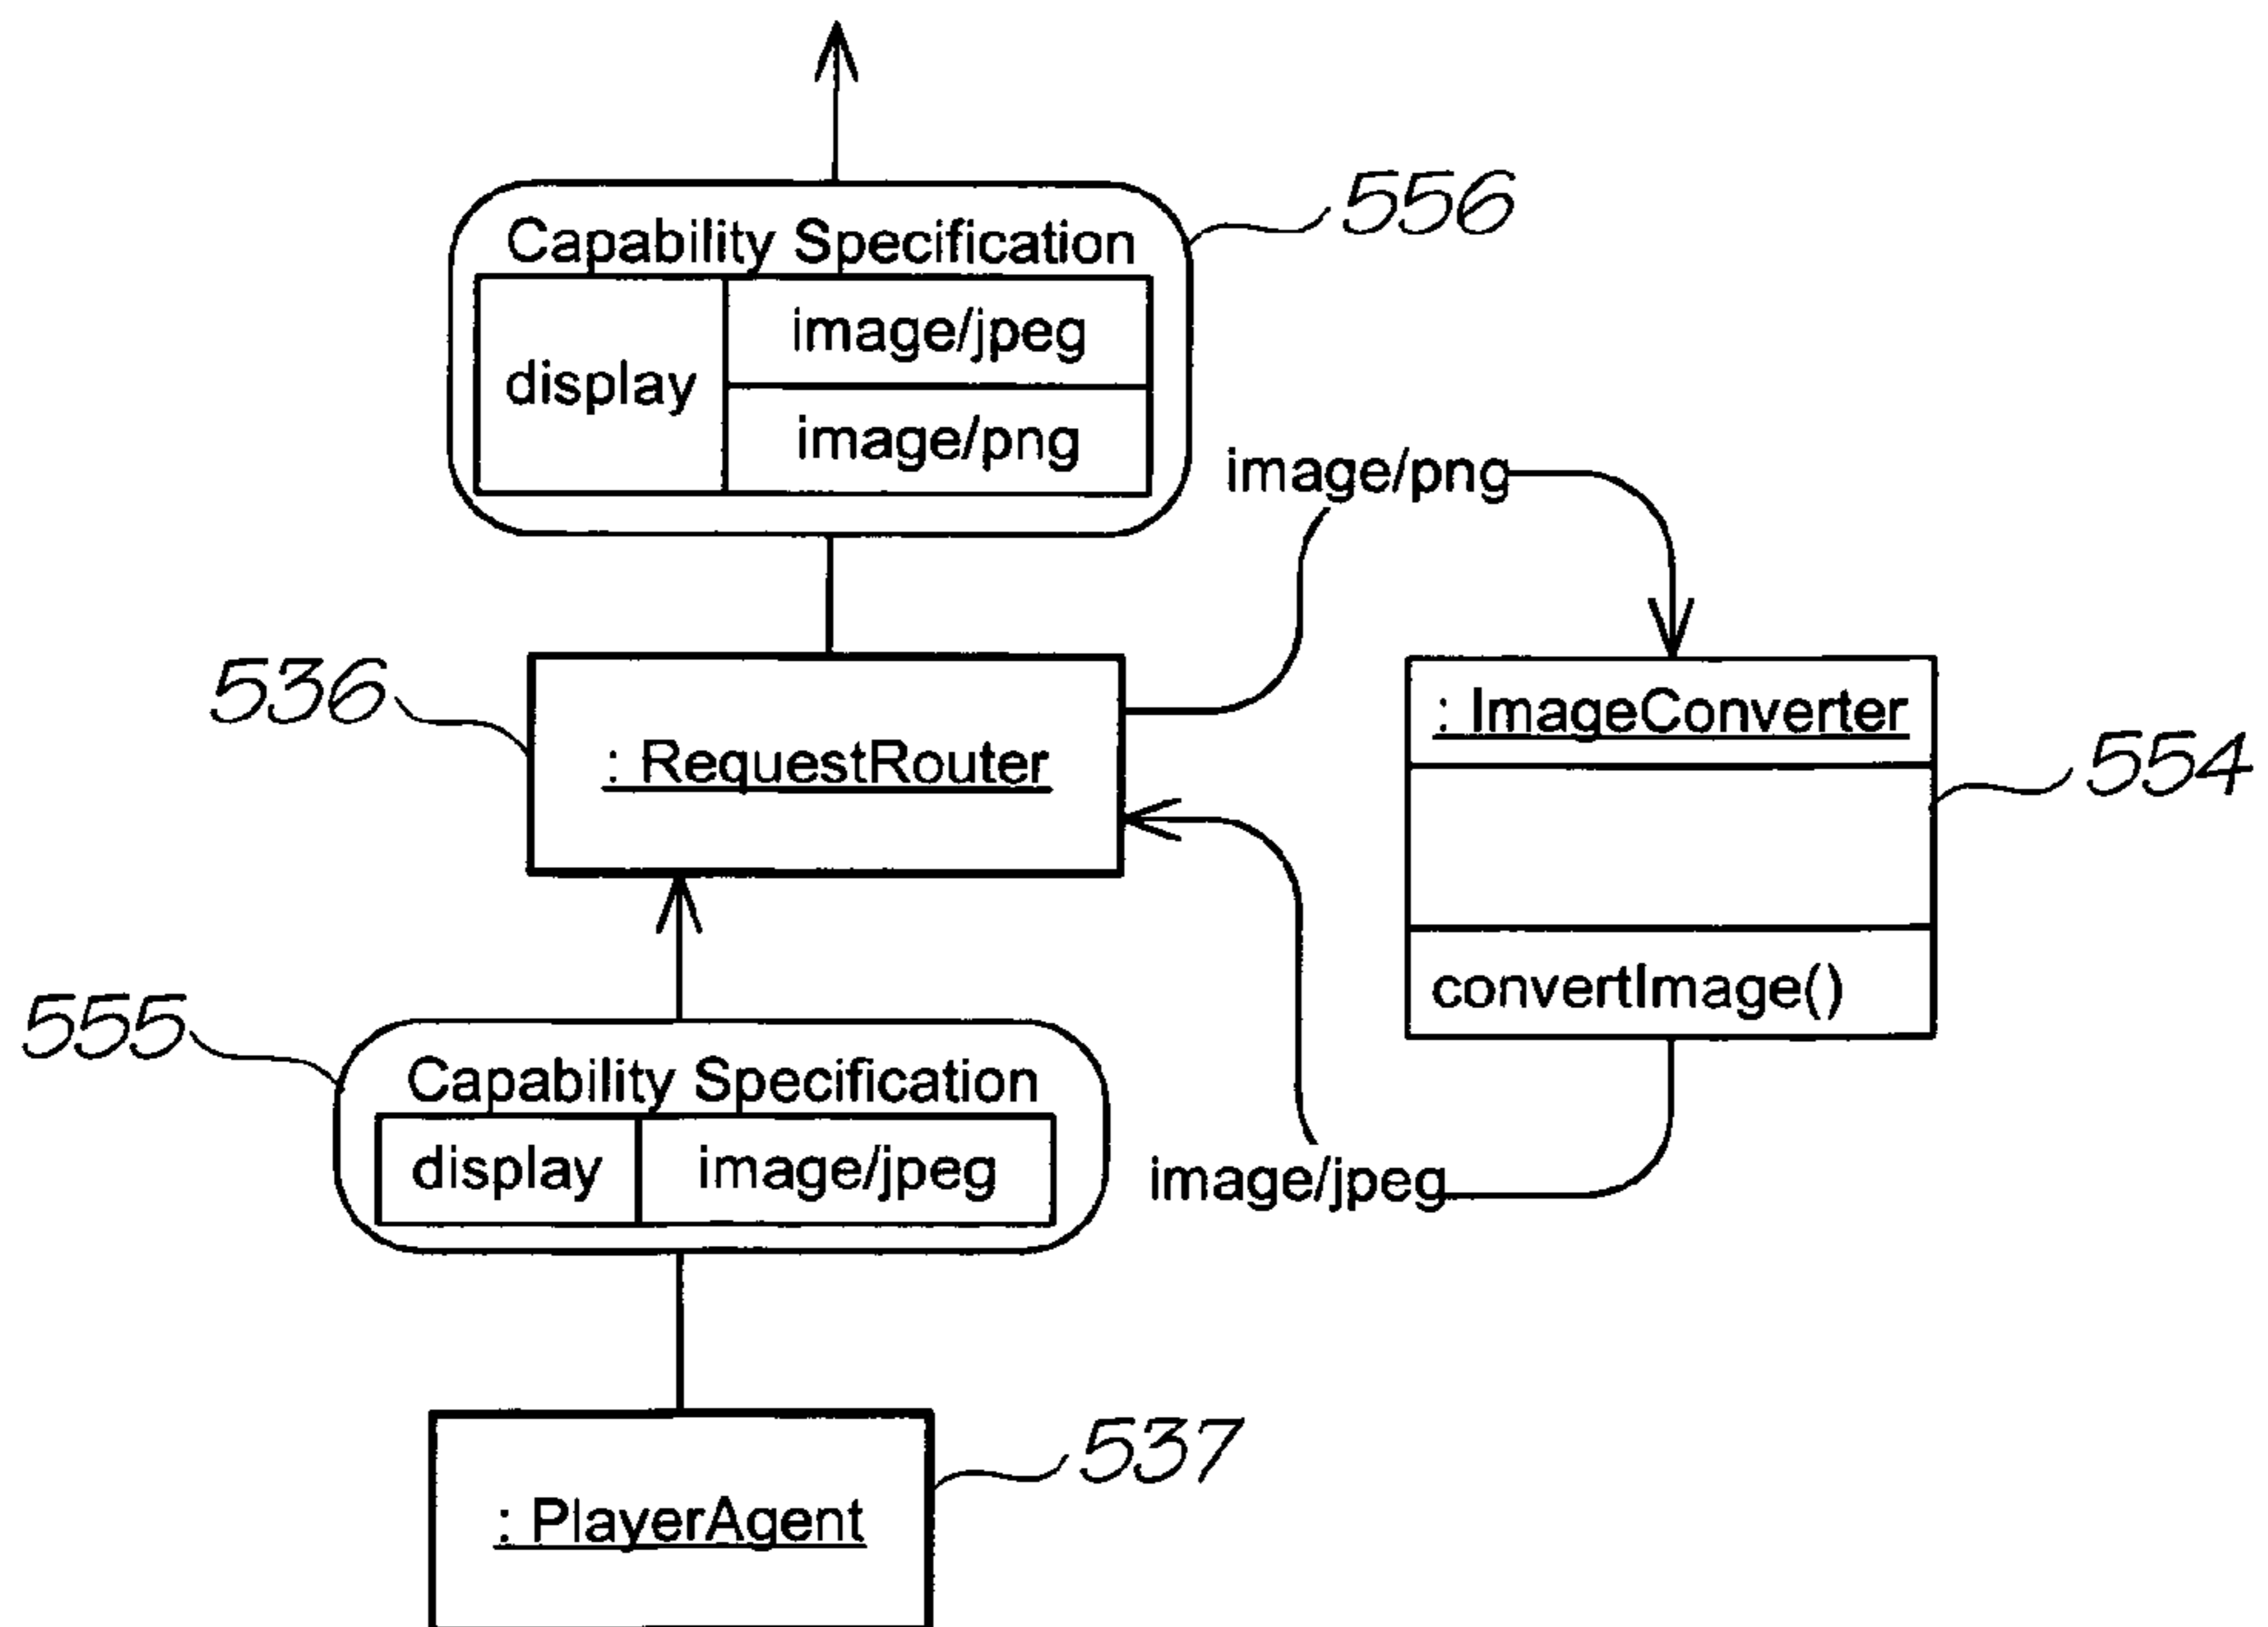 556
Capability Specification
display
image/jpeg
image/png
image/png
536
: RequestRouter
: ImageConverter
554
convertImage()
555
Capability Specification
display
image/jpeg
image/jpeg
537
: PlayerAgent